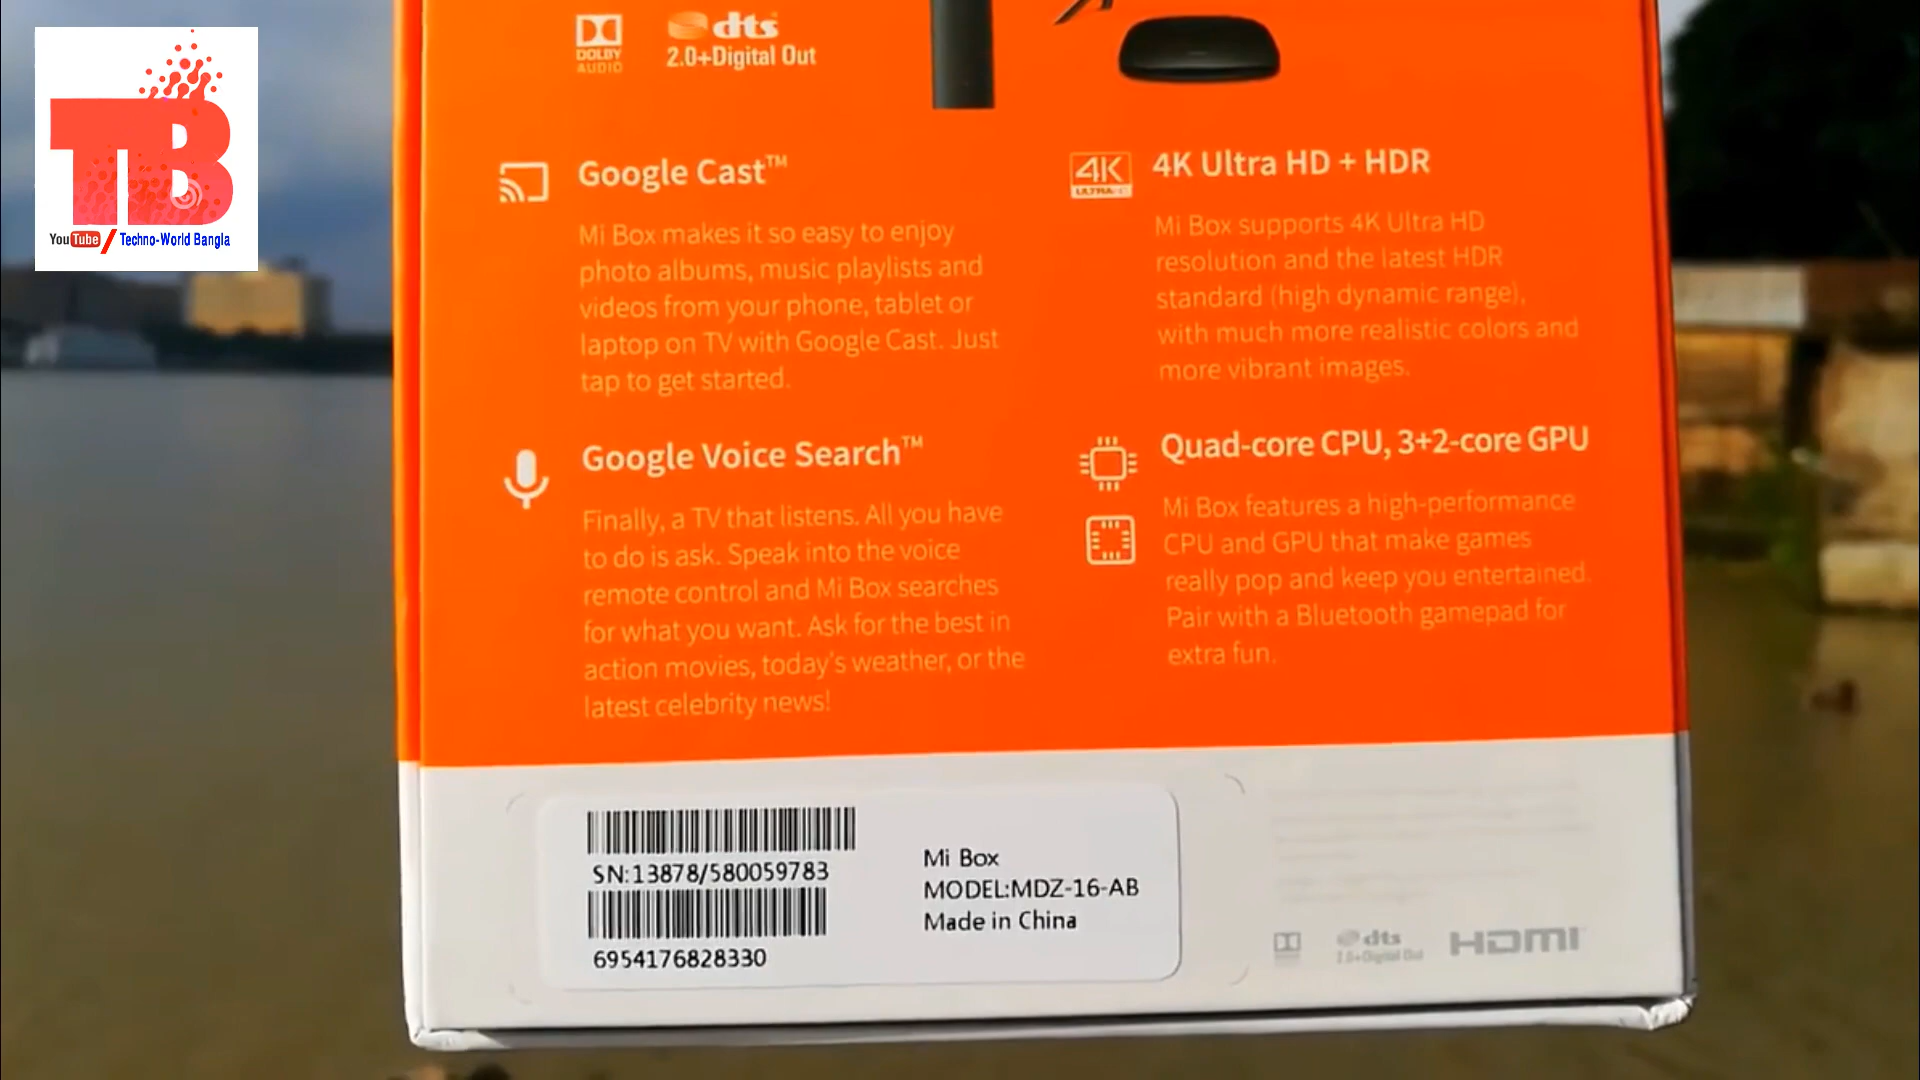 TB
YouTube / Techno-World Bangla
DOLBY
AUDIO
dts
2.0+Digital Out
Google Cast™
Mi Box makes it so easy to enjoy
photo albums, music playlists and
videos from your phone, tablet or
laptop on TV with Google Cast. Just
tap to get started.
4K
ULTRA HD
4K Ultra HD + HDR
Mi Box supports 4K Ultra HD
resolution and the latest HDR
standard (high dynamic range),
with much more realistic colors and
more vibrant images.
Google Voice Search™
Finally, a TV that listens. All you have
to do is ask. Speak into the voice
remote control and Mi Box searches
for what you want. Ask for the best in
action movies, today's weather, or the
latest celebrity news!
Quad-core CPU, 3+2-core GPU
Mi Box features a high-performance
CPU and GPU that make games
really pop and keep you entertained.
Pair with a Bluetooth gamepad for
extra fun.
SN:13878/580059783
6954176828330
Mi Box
MODEL:MDZ-16-AB
Made in China
dts
2.0+Digital Out
HDMI